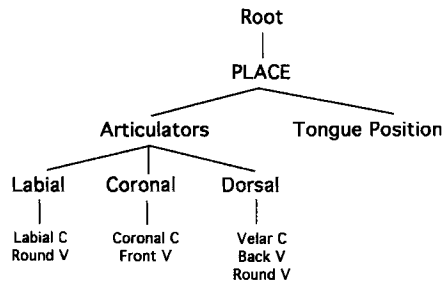 Root
PLACE
Articulators Tongue Position
Labial Coronal Dorsal
Labial C Coronal C Velar C
Round V Front V Back V
Round V